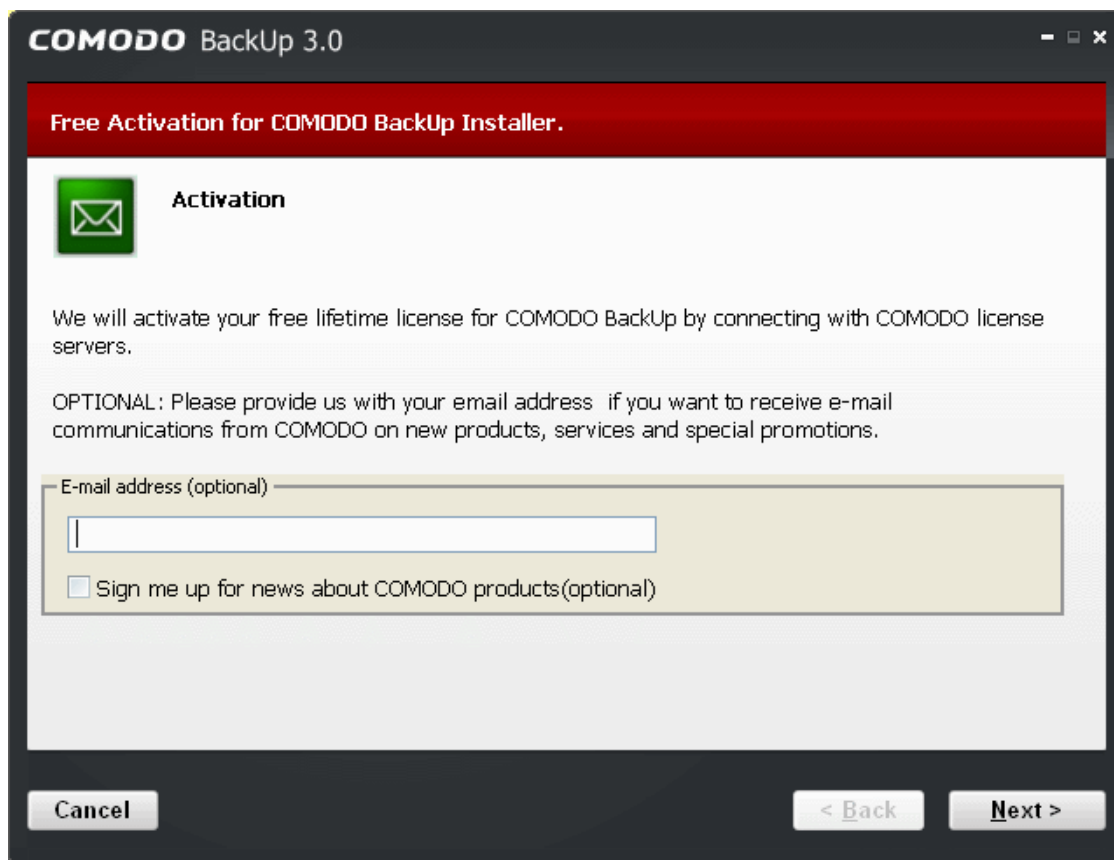 COMODO BackUp 3.0
Free Activation for COMODO BackUp Installer.
Activation
We will activate your free lifetime license for COMODO BackUp by connecting with COMODO license
servers.
OPTIONAL: Please provide us with your email address  if you want to receive e-mail
communications from COMODO on new products, services and special promotions.
E-mail address (optional)
Sign me up for news about COMODO products(optional)
Cancel
< Back
Next >